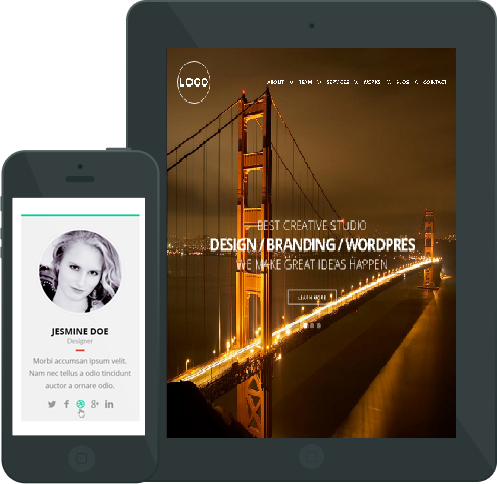 LOGO
ABOUT TEAM SERVICES WORKS BLOG CONTACT
BEST CREATIVE STUDIO
DESIGN / BRANDING / WORDPRES
WE MAKE GREAT IDEAS HAPPEN
LEARN MORE
JESMINE DOE
Designer
Morbi accumsan ipsum velit.
Nam nec tellus a odio tincidunt
auctor a ornare odio.